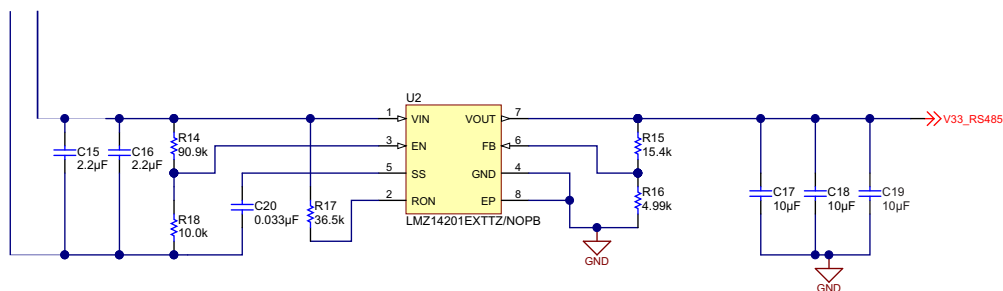 U2
1 VIN VOUT 7
3 EN FB 6
5 SS GND 4
2 RON EP 8
LMZ14201EXTTZ/NOPB
C15
2.2µF
C16
2.2µF
R14
90.9k
R18
10.0k
C20
0.033µF
R17
36.5k
R15
15.4k
R16
4.99k
GND
C17
10µF
C18
10µF
C19
10µF
GND
V33_RS485